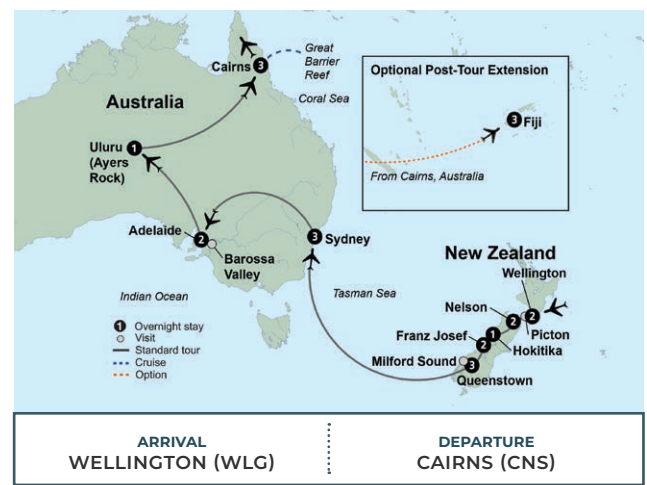 Great
Barrier
Reef
Cairns 3
Coral Sea
Australia
Optional Post-Tour Extension
3 Fiji
From Cairns, Australia
Uluru 1
(Ayers
Rock)
Adelaide
2
Barossa
Valley
3 Sydney
New Zealand
Wellington
Indian Ocean
Tasman Sea
Nelson
2
2
Picton
Franz Josef
1
Hokitika
2
Milford Sound
3
Queenstown
1 Overnight stay
Visit
Standard tour
Cruise
Option
ARRIVAL
WELLINGTON (WLG)
DEPARTURE
CAIRNS (CNS)